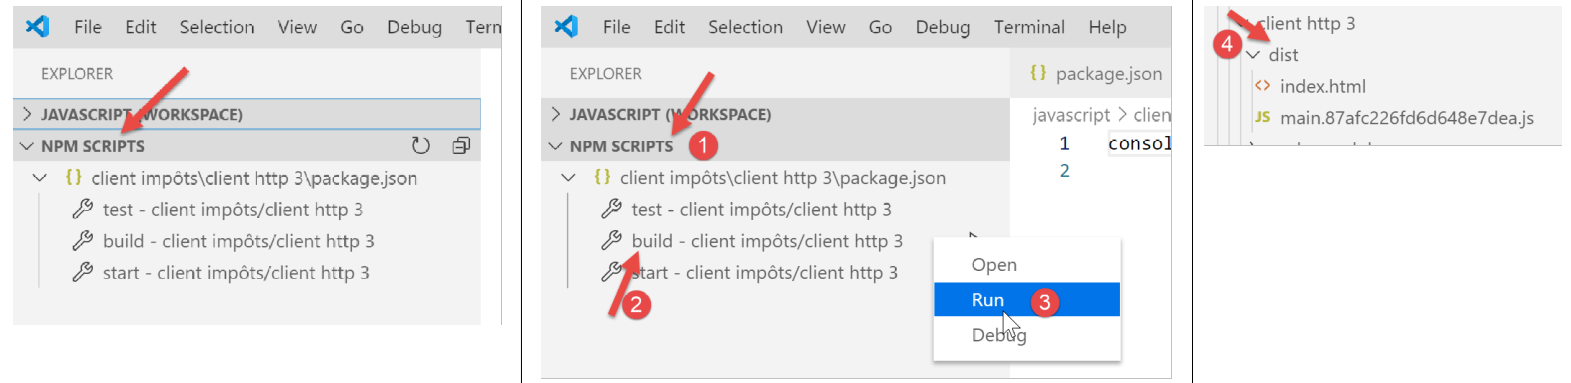 File Edit Selection View Go Debug Tern
EXPLORER
JAVASCRIPT (WORKSPACE)
NPM SCRIPTS
{} client impôts\client http 3\package.json
test - client impôts/client http 3
build - client impôts/client http 3
start - client impôts/client http 3
File Edit Selection View Go Debug Terminal Help
EXPLORER
{} package.json
JAVASCRIPT (WORKSPACE)
javascript > clien
NPM SCRIPTS 1
1 consol
{} client impôts\client http 3\package.json
2
test - client impôts/client http 3
build - client impôts/client http 3
start - client impôts/client http 3
2
Open
Run 3
Debug
client http 3
4
dist
<> index.html
JS main.87afc226fd6d648e7dea.js